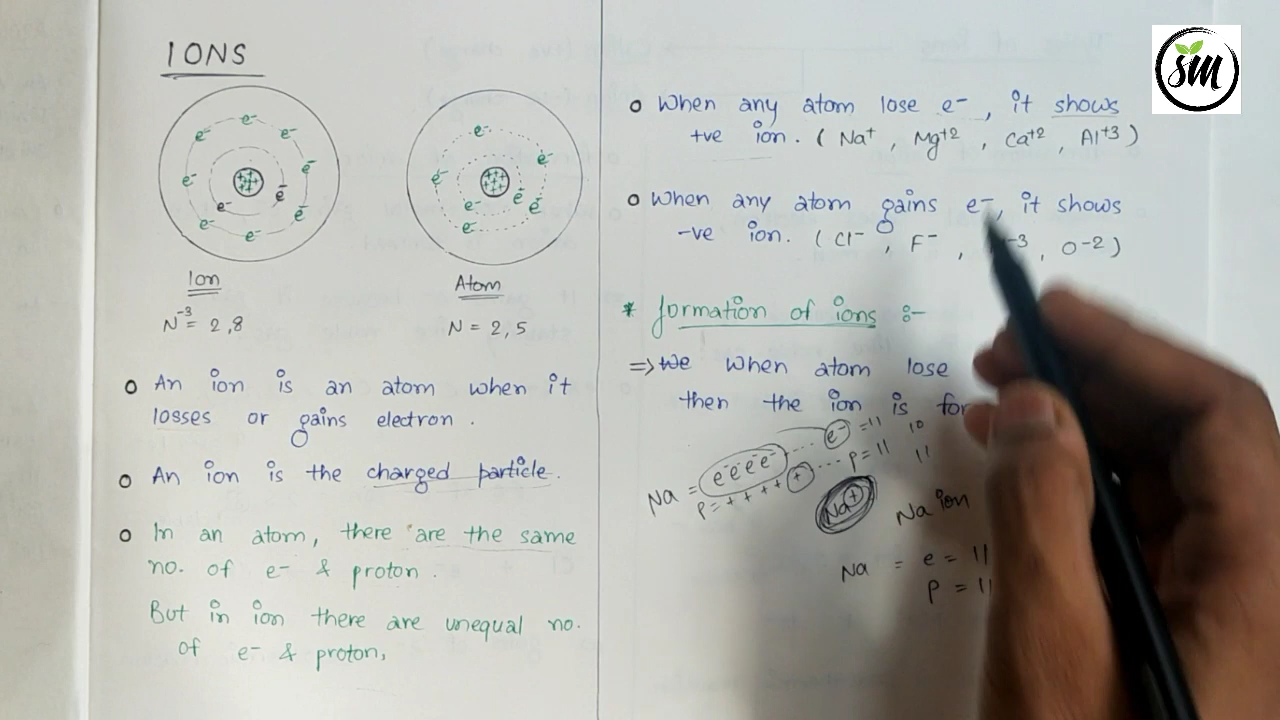 IONS
Ion
N⁻³ = 2,8
Atom
N = 2,5
An ion is an atom when it
losses or gains electron.
An ion is the charged particle.
In an atom, there are the same
no. of e⁻ & proton.
But in ion there are unequal no.
of e⁻ & proton,
sm
When any atom lose e⁻, it shows
+ve ion. ( Na⁺, Mg⁺², Ca⁺², Al⁺³ )
When any atom gains e⁻, it shows
-ve ion. ( Cl⁻, F⁻, ⁻³, O⁻² )
* formation of ions :-
⇒ We when atom lose
then the ion is for
Na = e⁻e⁻e⁻e⁻ .... e⁻ = 11 10
p = + + + + + ... p = 11 11
Na⁺ Na ion
Na = e = 11
p = 11